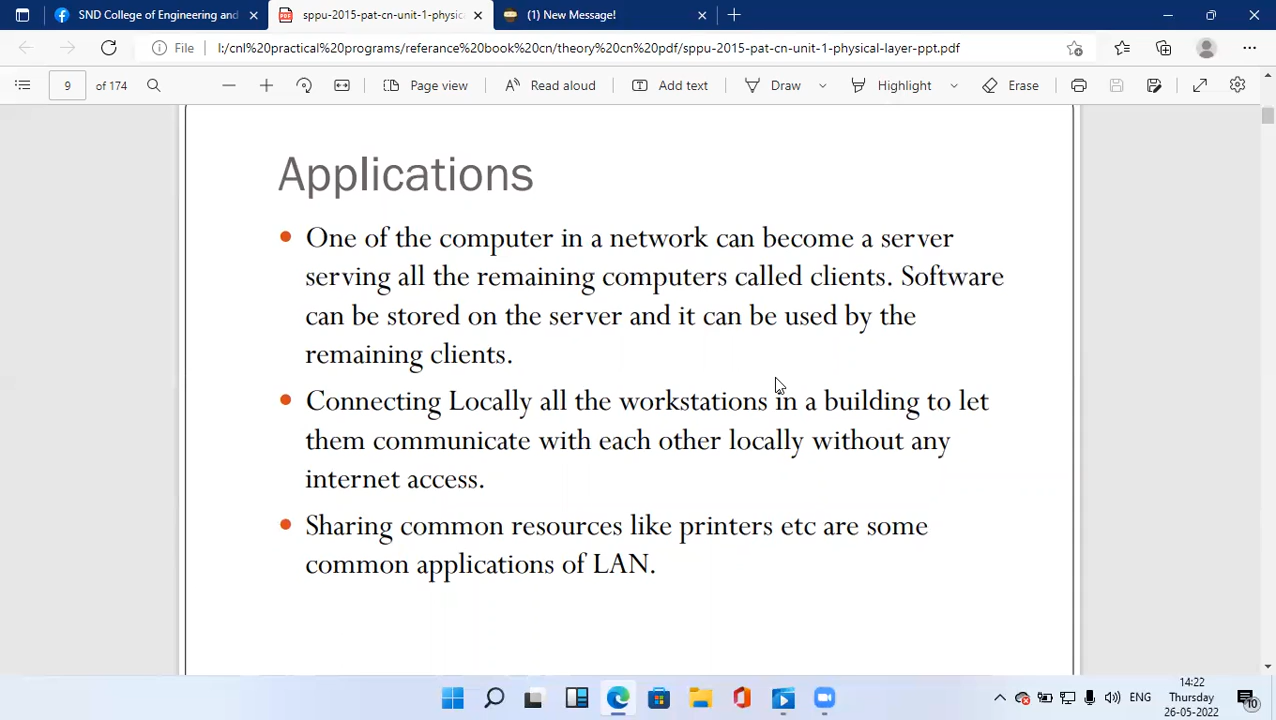 SND College of Engineering and
sppu-2015-pat-cn-unit-1-physic
(1) New Message!
File
I:/cnl%20practical%20programs/referance%20book%20cn/theory%20cn%20pdf/sppu-2015-pat-cn-unit-1-physical-layer-ppt.pdf
9 of 174
Page view
Read aloud
Add text
Draw
Highlight
Erase
Applications
• One of the computer in a network can become a server
serving all the remaining computers called clients. Software
can be stored on the server and it can be used by the
remaining clients.
• Connecting Locally all the workstations in a building to let
them communicate with each other locally without any
internet access.
• Sharing common resources like printers etc are some
common applications of LAN.
ENG
14:22
Thursday
26-05-2022
10